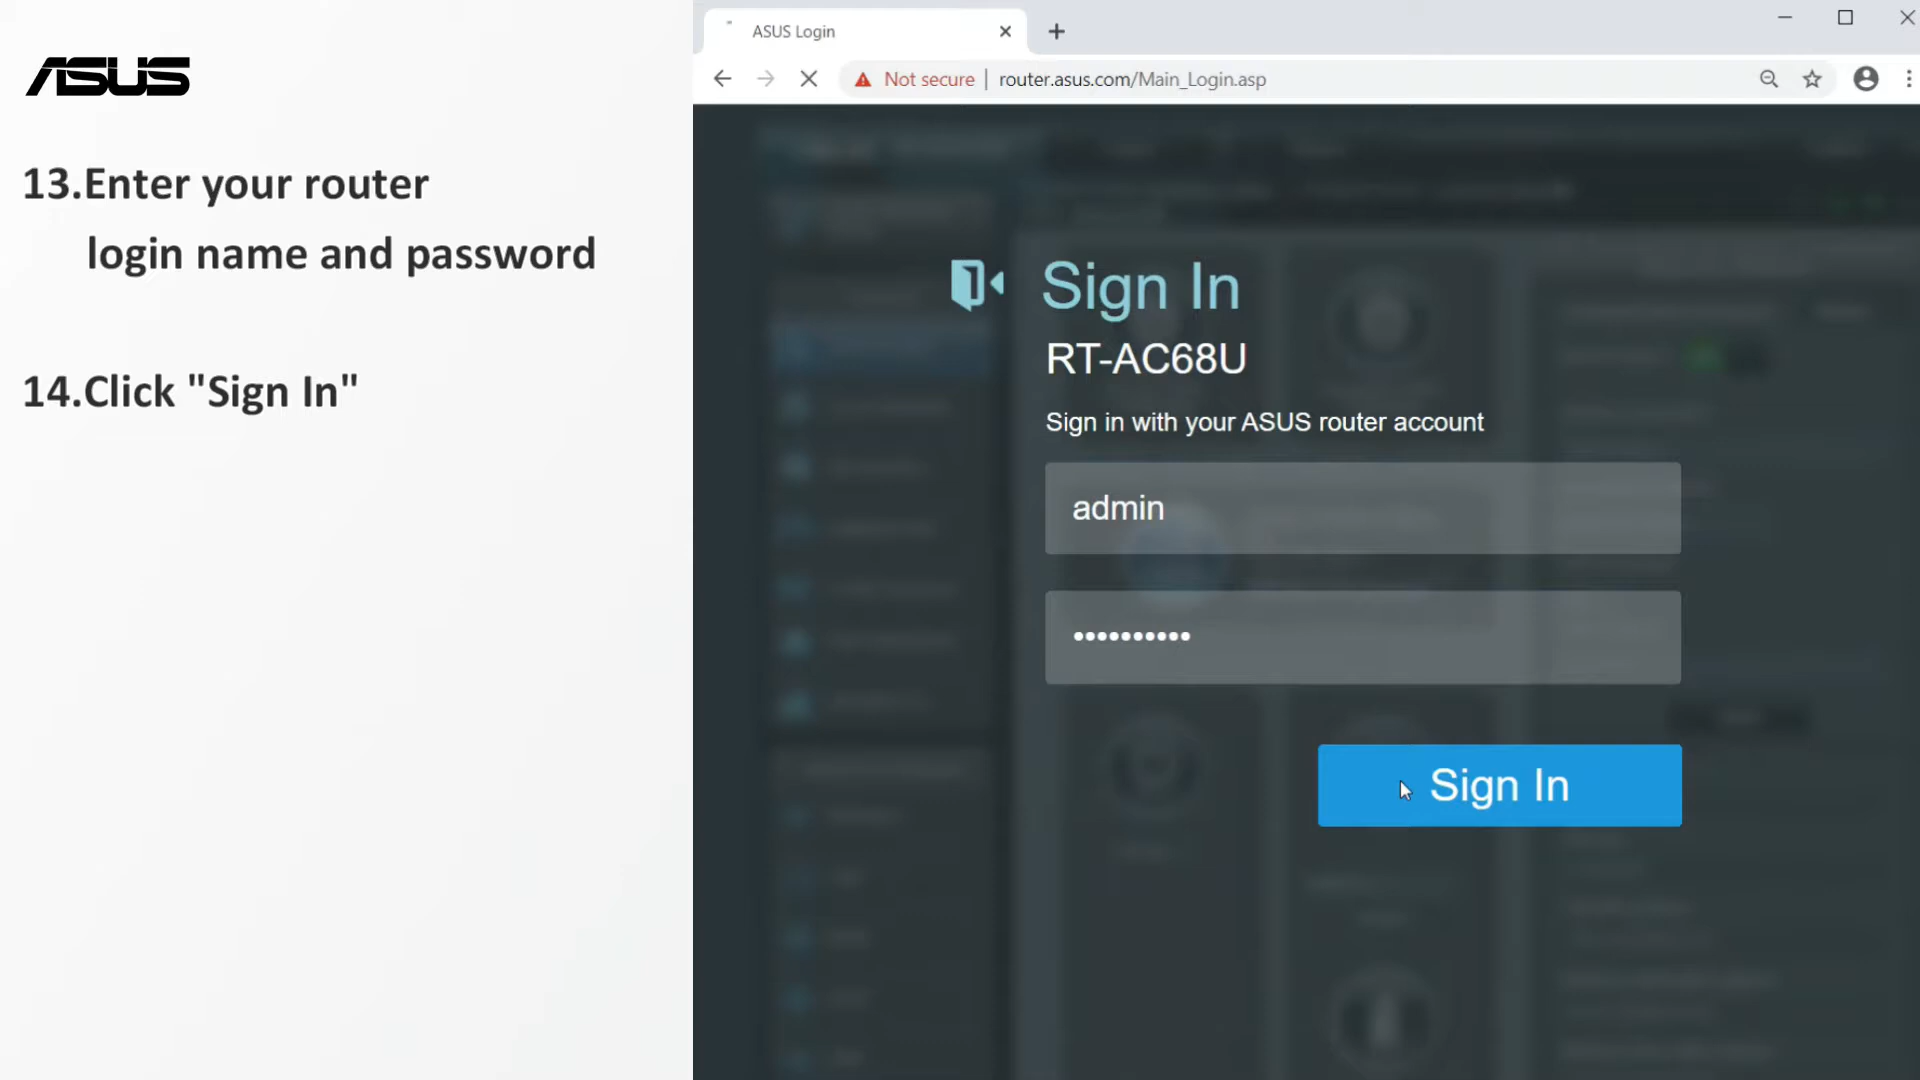 ASUS
13.Enter your router
login name and password
14.Click "Sign In"
ASUS Login
Not secure | router.asus.com/Main_Login.asp
Sign In
RT-AC68U
Sign in with your ASUS router account
admin
••••••••••
Sign In